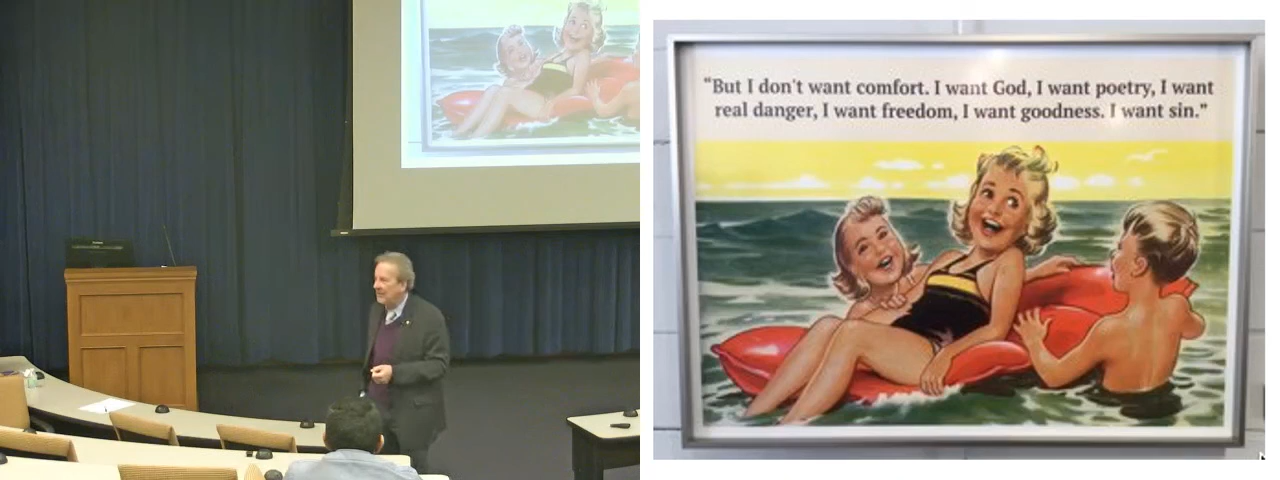 “But I don't want comfort. I want God, I want poetry, I want
real danger, I want freedom, I want goodness. I want sin.”